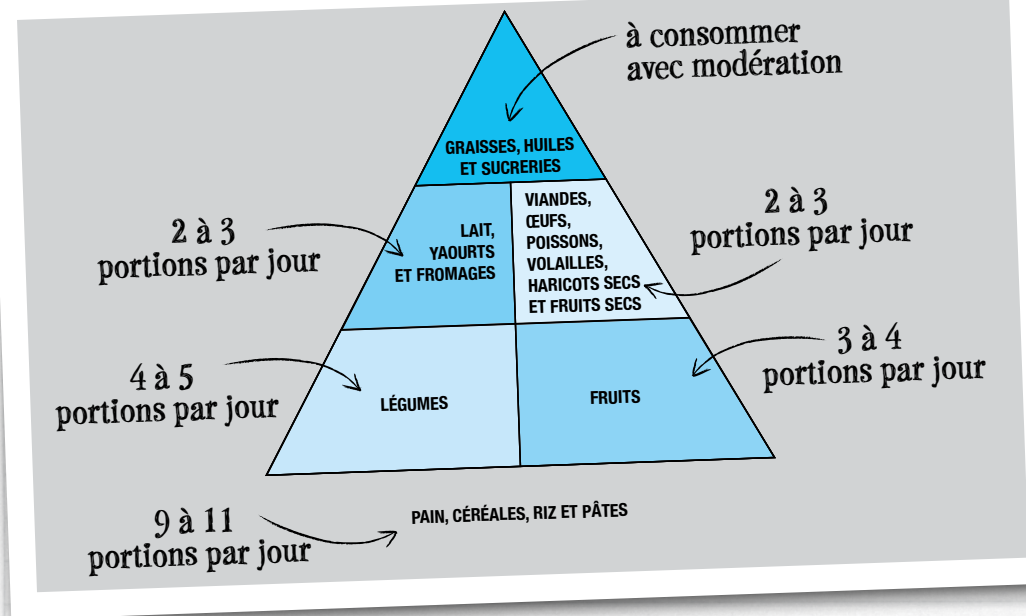 à consommer
avec modération
GRAISSES, HUILES
ET SUCRERIES
2 à 3
portions par jour
LAIT,
YAOURTS
ET FROMAGES
VIANDES,
ŒUFS,
POISSONS,
VOLAILLES,
HARICOTS SECS
ET FRUITS SECS
2 à 3
portions par jour
4 à 5
portions par jour
LÉGUMES
FRUITS
3 à 4
portions par jour
9 à 11
portions par jour
PAIN, CÉRÉALES, RIZ ET PÂTES